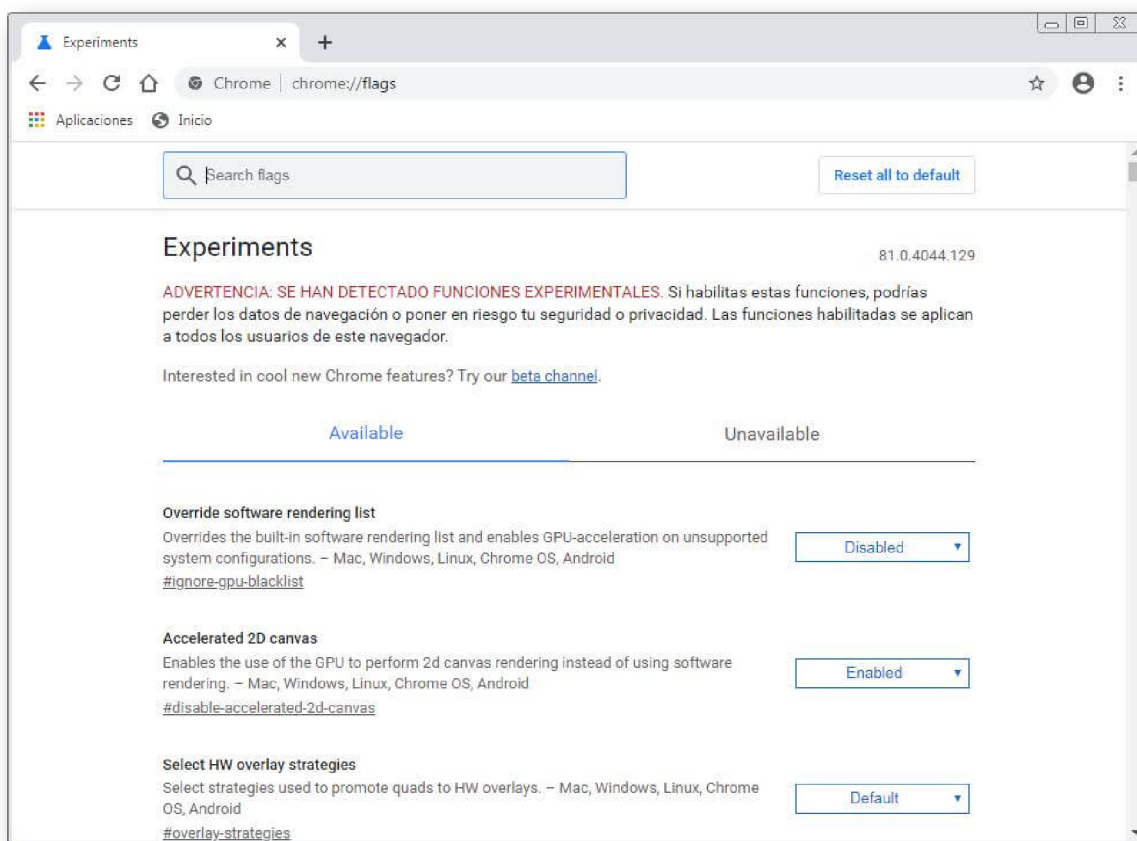 Experiments
Chrome | chrome://flags
Aplicaciones Inicio
Search flags
Reset all to default
Experiments
81.0.4044.129
ADVERTENCIA: SE HAN DETECTADO FUNCIONES EXPERIMENTALES. Si habilitas estas funciones, podrías
perder los datos de navegación o poner en riesgo tu seguridad o privacidad. Las funciones habilitadas se aplican
a todos los usuarios de este navegador.
Interested in cool new Chrome features? Try our beta channel.
Available
Unavailable
Override software rendering list
Overrides the built-in software rendering list and enables GPU-acceleration on unsupported
system configurations. – Mac, Windows, Linux, Chrome OS, Android
#ignore-gpu-blacklist
Disabled
Accelerated 2D canvas
Enables the use of the GPU to perform 2d canvas rendering instead of using software
rendering. – Mac, Windows, Linux, Chrome OS, Android
#disable-accelerated-2d-canvas
Enabled
Select HW overlay strategies
Select strategies used to promote quads to HW overlays. – Mac, Windows, Linux, Chrome
OS, Android
#overlay-strategies
Default